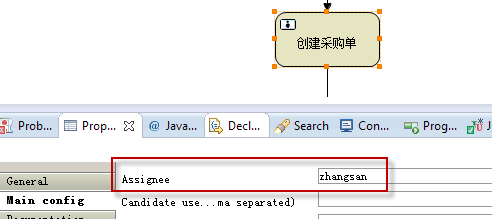 创建采购单
Prob... Prop... @ Java... Decl... Search Con... Prog... J
General
Assignee zhangsan
Main config
Candidate use...ma separated)